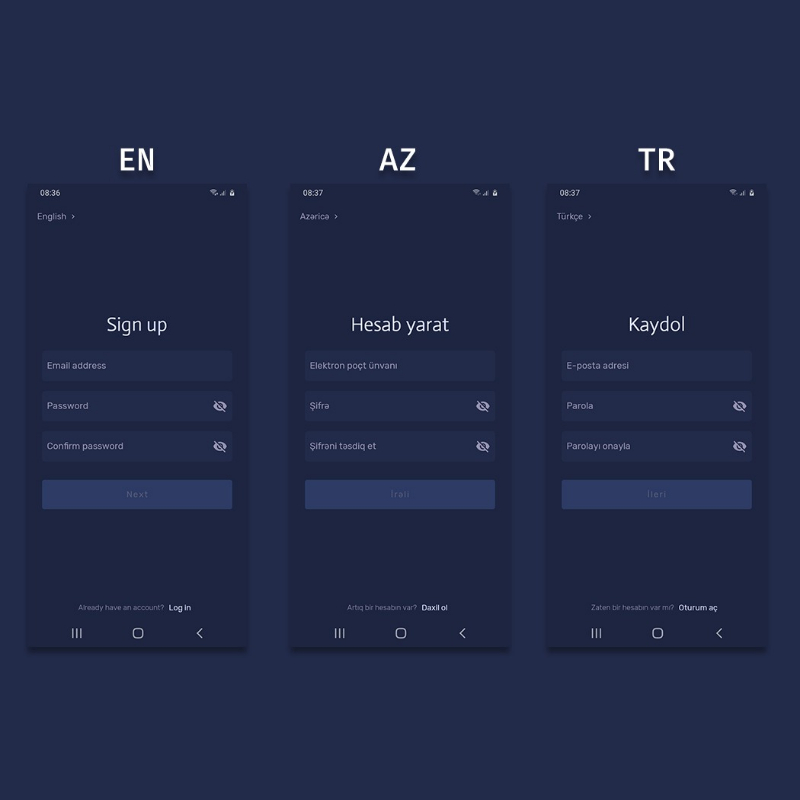 EN
08:36
English >
Sign up
Email address
Password
Confirm password
Next
Already have an account? Log in
AZ
08:37
Azərica >
Hesab yarat
Elektron poçt ünvanı
Şifrə
Şifrəni təsdiq et
İrəli
Artıq bir hesabın var? Daxil ol
TR
08:37
Türkçe >
Kaydol
E-posta adresi
Parola
Parolayı onayla
İleri
Zaten bir hesabın var mı? Oturum aç